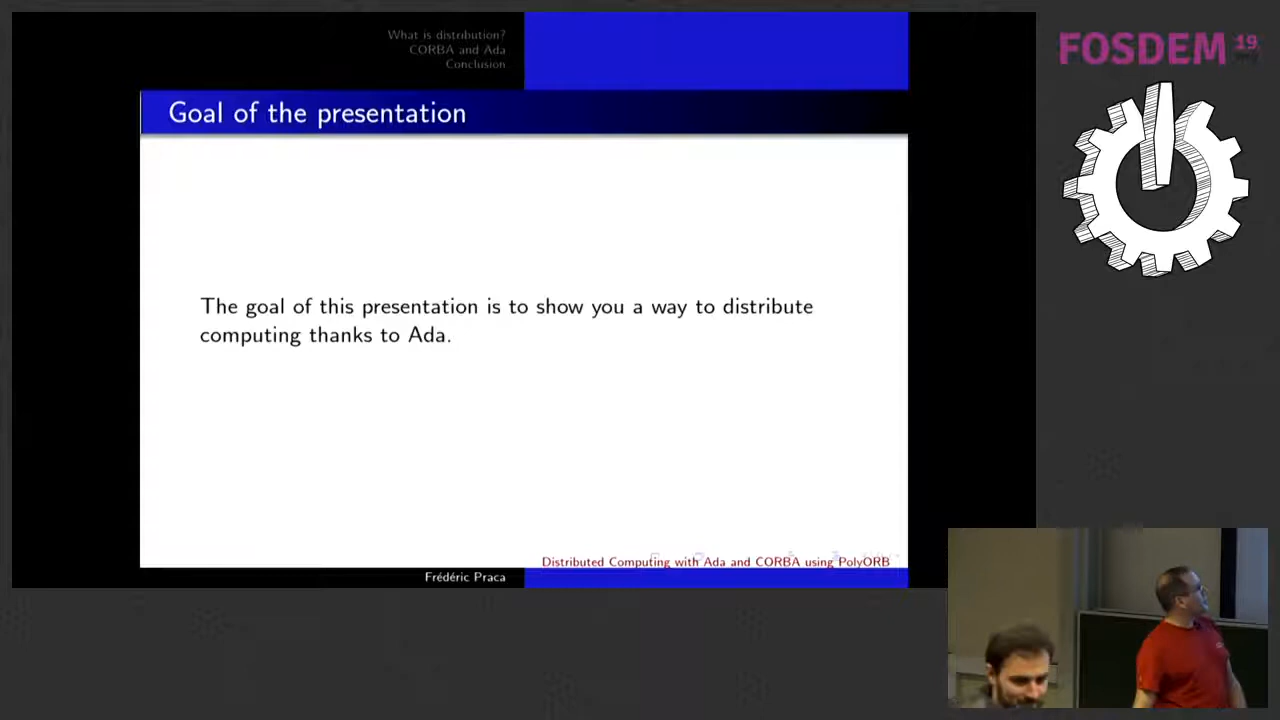 What is distribution?
CORBA and Ada
Conclusion
FOSDEM 19
Goal of the presentation
The goal of this presentation is to show you a way to distribute
computing thanks to Ada.
Distributed Computing with Ada and CORBA using PolyORB
Frédéric Praca